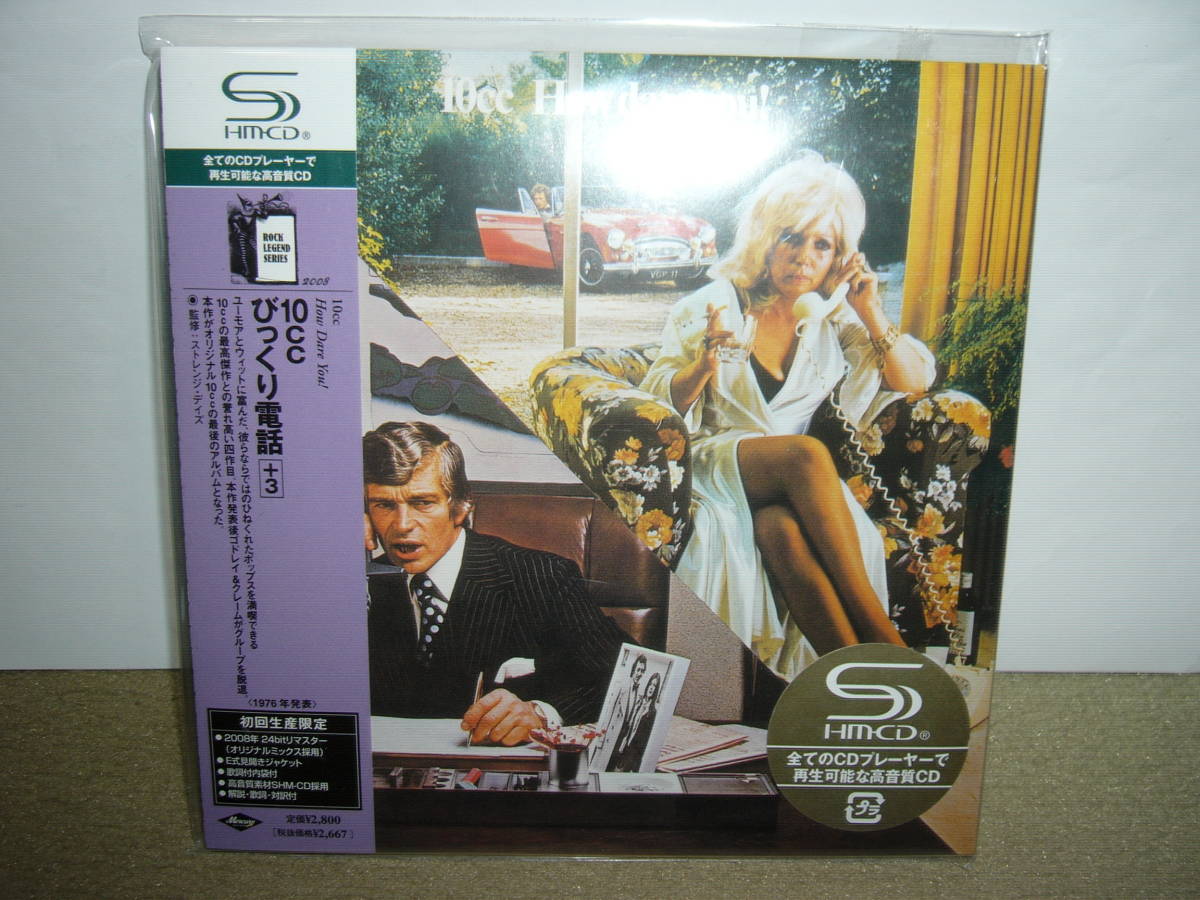 SHM-CD®
全てのCDプレーヤーで
再生可能な高音質CD
ROCK
LEGEND
SERIES
2008
10cc
How Dare You!
10cc
びっくり電話 +3
ユーモアとウィットに富んだ、彼らならではのひねくれたポップスを満喫できる
10ccの最高傑作との誉れ高い四作目。本作発表後ゴドレイ&クレームがグループを脱退。
本作がオリジナル10ccの最後のアルバムとなった。
◉監修:ストレンジ・デイズ
〈1976年発表〉
初回生産限定
●2008年 24bitリマスター
(オリジナルミックス採用)
●E式見開きジャケット
●歌詞付内袋付
●高音質素材SHM-CD採用
●解説・歌詞・対訳付
Mercury
定価¥2,800
[税抜価格¥2,667]
10cc How
VGP 11
SHM-CD®
全てのCDプレーヤーで
再生可能な高音質CD
プラ